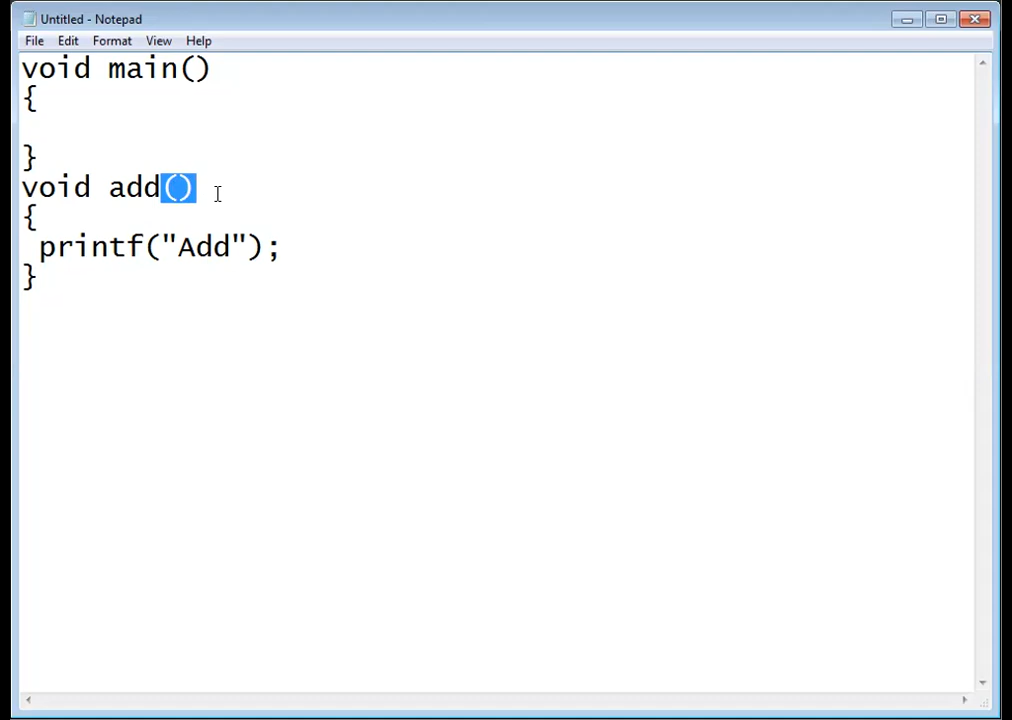 Untitled - Notepad
File Edit Format View Help
void main()
{
}
void add()
{
 printf("Add");
}